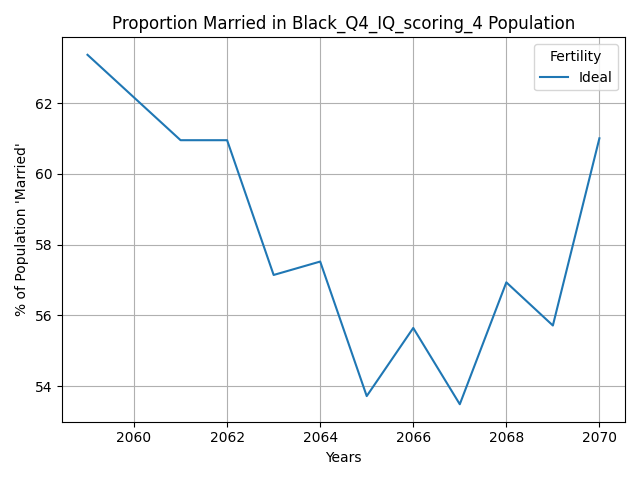 Proportion Married in Black_Q4_IQ_scoring_4 Population
Fertility
Ideal
% of Population 'Married'
62
60
58
56
54
2060 2062 2064 2066 2068 2070
Years